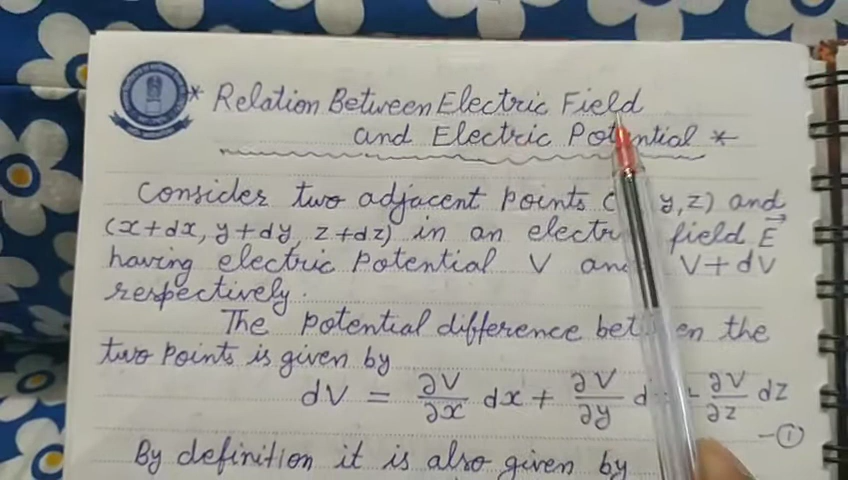 * Relation Between Electric Field
and Electric Potential *
Consider two adjacent points ( y, z) and
(x+dx, y+dy, z+dz) in an electr field E⃗
having electric potential V an V+dV
respectively.
The potential difference bet en the
two points is given by
dV = ∂V/∂x dx + ∂V/∂y d + ∂V/∂z dz
-①
By definition it is also given by